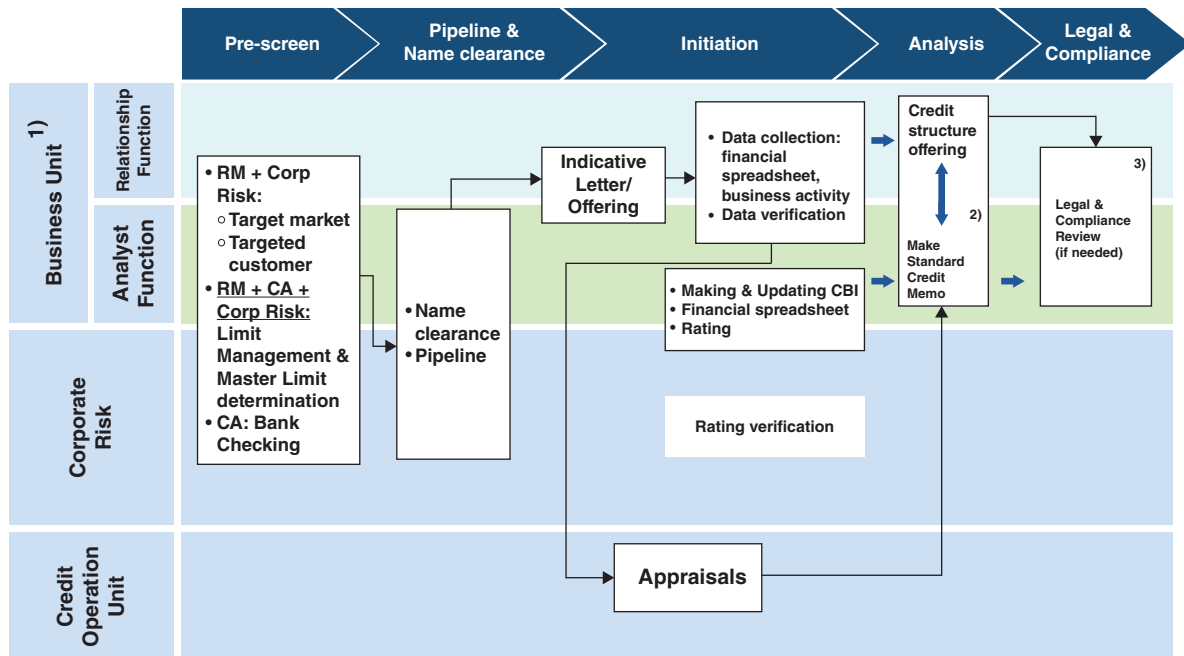 Pre-screen
Pipeline &
Name clearance
Initiation
Analysis
Legal &
Compliance
Business Unit 1)
Relationship
Function
Analyst
Function
Corporate
Risk
Credit
Operation
Unit
• RM + Corp
Risk:
○ Target market
○ Targeted
customer
• RM + CA +
Corp Risk:
Limit
Management &
Master Limit
determination
• CA: Bank
Checking
• Name
clearance
• Pipeline
Indicative
Letter/
Offering
• Data collection:
financial
spreadsheet,
business activity
• Data verification
• Making & Updating CBI
• Financial spreadsheet
• Rating
Rating verification
Appraisals
Credit
structure
offering
2)
Make
Standard
Credit
Memo
3)
Legal &
Compliance
Review
(if needed)